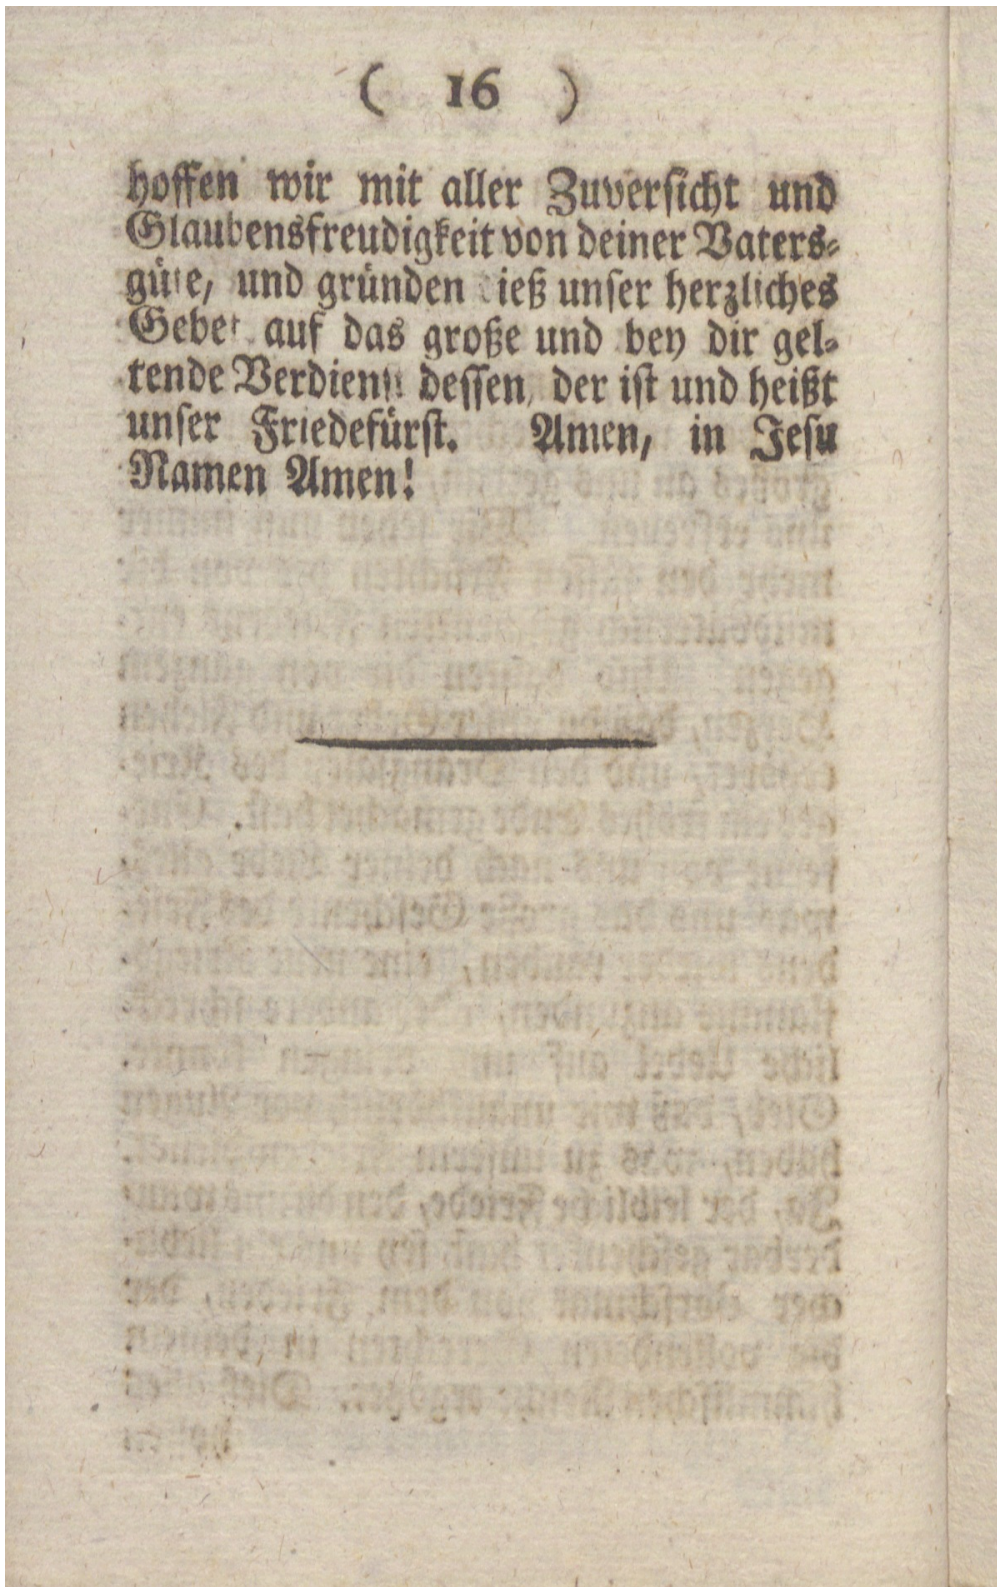 ( 16 )
hoffen wir mit aller Zuversicht und
Glaubensfreudigkeit von deiner Vaters-
güte, und gründen dieß unser herzliches
Gebet auf das große und bey dir gel-
tende Verdienst dessen, der ist und heißt
unser Friedefürst. Amen, in Jesu
Namen Amen!